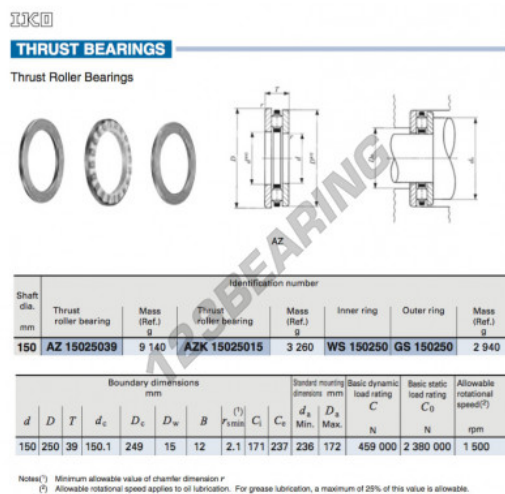 IKO
THRUST BEARINGS
Thrust Roller Bearings
T
r
D
d
D
d
AZ
123BEARING
Identification number
Shaft dia. mm | Thrust roller bearing | Mass (Ref.) g | Thrust roller bearing | Mass (Ref.) g | Inner ring | Outer ring | Mass (Ref.) g
150 | AZ 15025039 | 9 140 | AZK 15025015 | 3 260 | WS 150250 | GS 150250 | 2 940
Boundary dimensions mm | Standard mounting dimensions mm | Basic dynamic load rating C N | Basic static load rating C0 N | Allowable rotational speed(2) rpm
d | D | T | dc | Dc | Dw | B | (1) rs min | Ci | Ce | da Min. | Da Max.
150 | 250 | 39 | 150.1 | 249 | 15 | 12 | 2.1 | 171 | 237 | 236 | 172 | 459 000 | 2 380 000 | 1 500
Notes(1) Minimum allowable value of chamfer dimension r
(2) Allowable rotational speed applies to oil lubrication. For grease lubrication, a maximum of 25% of this value is allowable.